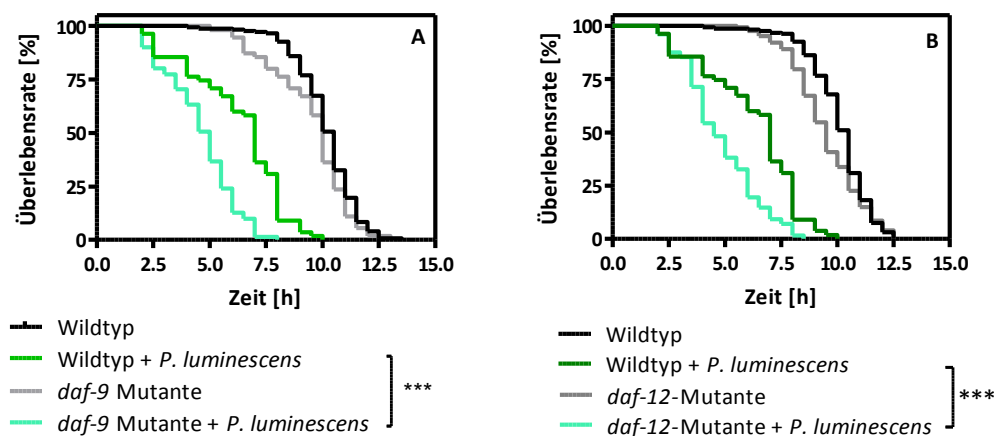 A
Überlebensrate [%]
100
75
50
25
0
0.0 2.5 5.0 7.5 10.0 12.5 15.0
Zeit [h]
Wildtyp
Wildtyp + P. luminescens
daf-9 Mutante
daf-9 Mutante + P. luminescens
***
B
Überlebensrate [%]
100
75
50
25
0
0.0 2.5 5.0 7.5 10.0 12.5 15.0
Zeit [h]
Wildtyp
Wildtyp + P. luminescens
daf-12-Mutante
daf-12-Mutante + P. luminescens
***